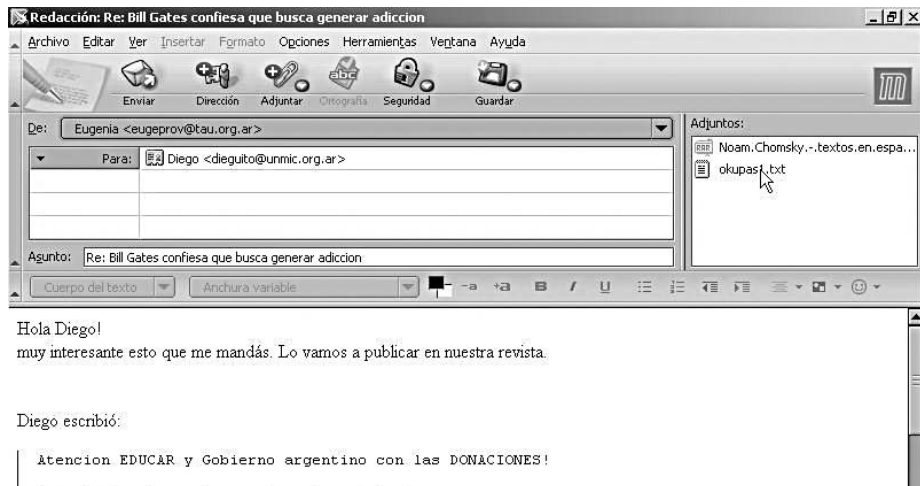 Redacción: Re: Bill Gates confiesa que busca generar adiccion
Archivo Editar Ver Insertar Formato Opciones Herramientas Ventana Ayuda
Enviar Dirección Adjuntar Ortografía Seguridad Guardar
De: Eugenia <eugeprov@tau.org.ar>
Para: Diego <dieguito@unmic.org.ar>
Adjuntos:
Noam.Chomsky.-.textos.en.espa...
okupas1.txt
Asunto: Re: Bill Gates confiesa que busca generar adiccion
Cuerpo del texto Anchura variable -a +a B I U
Hola Diego!
muy interesante esto que me mandás. Lo vamos a publicar en nuestra revista.
Diego escribió:
Atencion EDUCAR y Gobierno argentino con las DONACIONES!